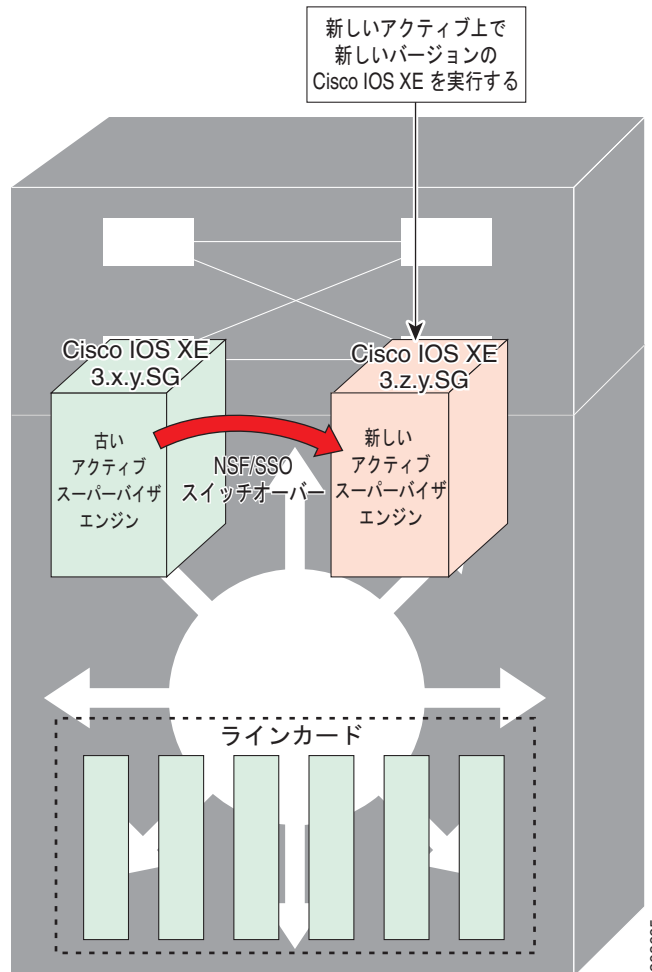 新しいアクティブ上で
新しいバージョンの
Cisco IOS XE を実行する
Cisco IOS XE
3.x.y.SG
Cisco IOS XE
3.z.y.SG
古い
アクティブ
スーパーバイザ
エンジン
NSF/SSO
スイッチオーバー
新しい
アクティブ
スーパーバイザ
エンジン
ラインカード